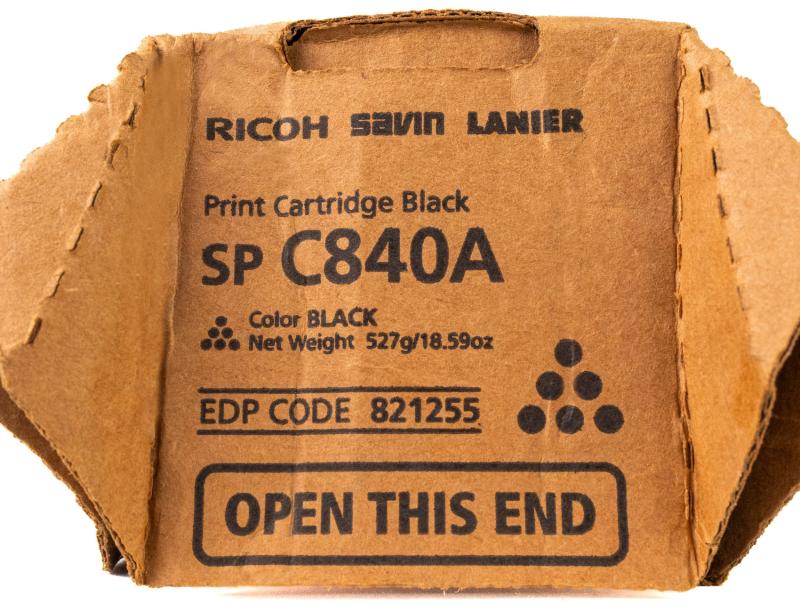 RICOH savin LANIER
Print Cartridge Black
SP C840A
Color BLACK
Net Weight 527g/18.59oz
EDP CODE 821255
OPEN THIS END